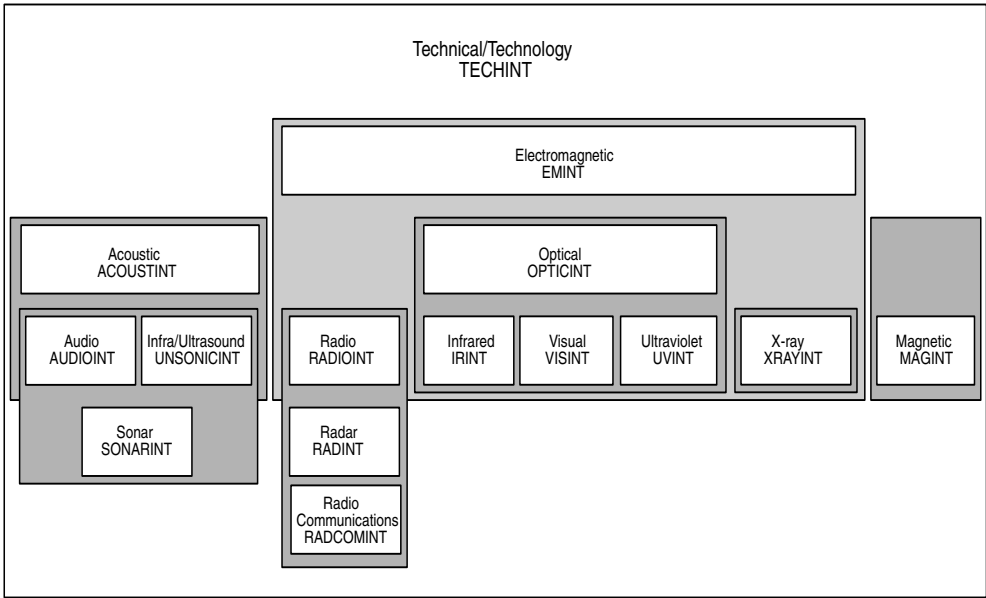 Technical/Technology
TECHINT
Electromagnetic
EMINT
Acoustic
ACOUSTINT
Optical
OPTICINT
Audio
AUDIOINT
Infra/Ultrasound
UNSONICINT
Radio
RADIOINT
Infrared
IRINT
Visual
VISINT
Ultraviolet
UVINT
X-ray
XRAYINT
Magnetic
MAGINT
Sonar
SONARINT
Radar
RADINT
Radio
Communications
RADCOMINT